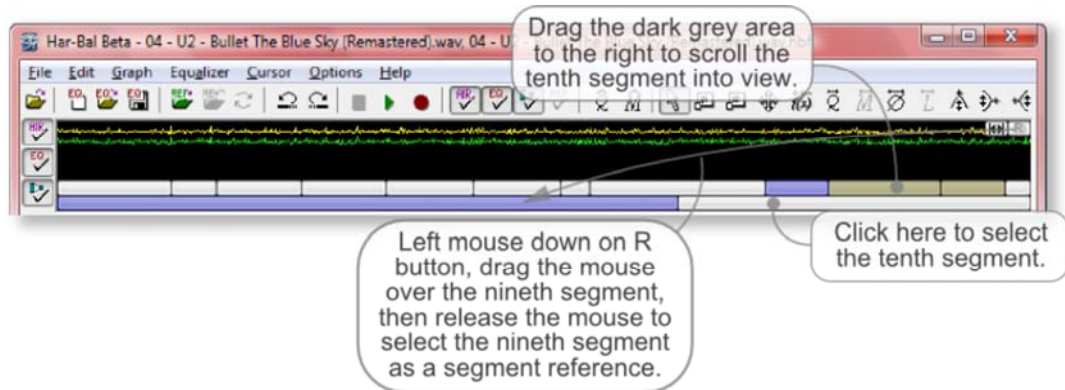 Drag the dark grey area
to the right to scroll the
tenth segment into view.
Har-Bal Beta - 04 - U2 - Bullet The Blue Sky (Remastered).wav, 04 - U2
File Edit Graph Equalizer Cursor Options Help
R
Left mouse down on R
button, drag the mouse
over the nineth segment,
then release the mouse to
select the nineth segment
as a segment reference.
Click here to select
the tenth segment.